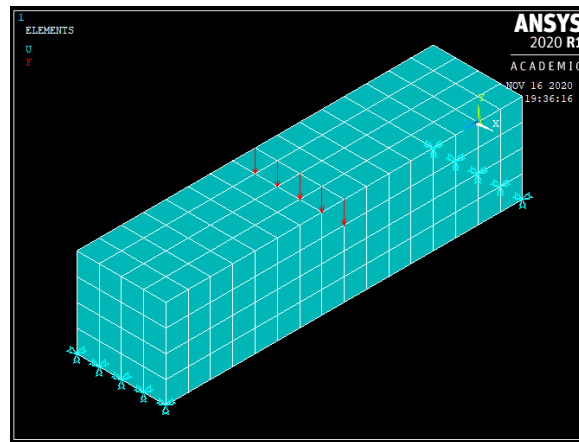 1
ELEMENTS
U
F
ANSYS
2020 R1
ACADEMIC
NOV 16 2020
19:36:16
Y
X